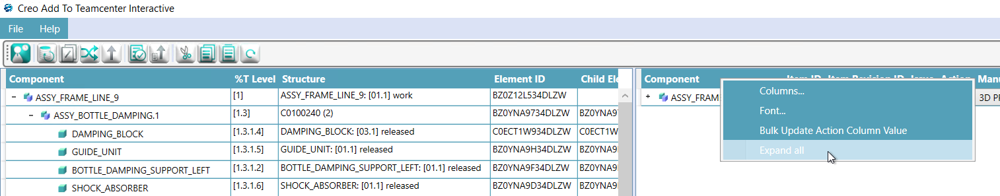 Creo Add To Teamcenter Interactive
File Help
Component %T Level Structure Element ID Child Ele
ASSY_FRAME_LINE_9 [1] ASSY_FRAME_LINE_9: [01.1] work BZ0Z12L534DLZW
ASSY_BOTTLE_DAMPING.1 [1.3] C0100240 (2) BZ0YNA9734DLZW BZ0YNA97
DAMPING_BLOCK [1.3.1.4] DAMPING_BLOCK: [03.1] released C0ECT1W934DLZW C0ECT1W
GUIDE_UNIT [1.3.1.5] GUIDE_UNIT: [01.1] released BZ0YNA9H34DLZW BZ0YNA9
BOTTLE_DAMPING_SUPPORT_LEFT [1.3.1.2] BOTTLE_DAMPING_SUPPORT_LEFT: [01.1] released BZ0YNA9F34DLZW BZ0YNA9
SHOCK_ABSORBER [1.3.1.6] SHOCK_ABSORBER: [01.1] released BZ0YNA9D34DLZW BZ0YNA9
Component Item ID Item Revision ID Issue Action Manu
ASSY_FRAM 3D PR
Columns...
Font...
Bulk Update Action Column Value
Expand all